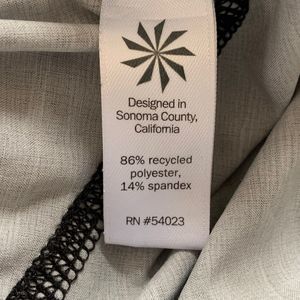 Designed in
Sonoma County,
California
86% recycled
polyester,
14% spandex
RN #54023